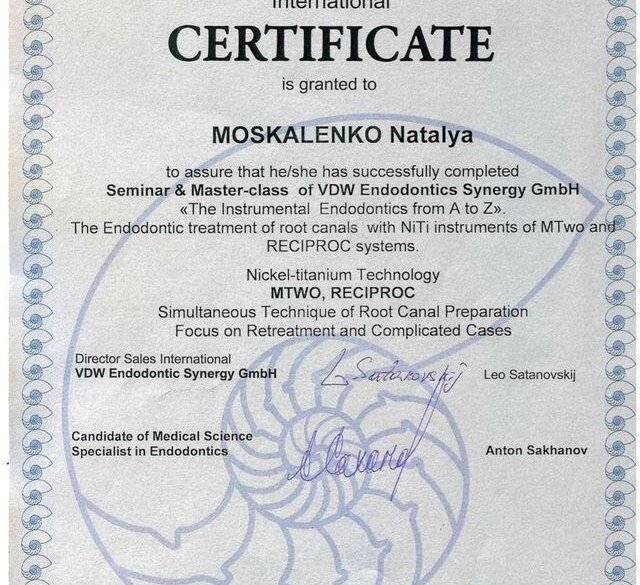 International
CERTIFICATE
is granted to
MOSKALENKO Natalya
to assure that he/she has successfully completed
Seminar & Master-class of VDW Endodontics Synergy GmbH
«The Instrumental Endodontics from A to Z».
The Endodontic treatment of root canals with NiTi instruments of MTwo and
RECIPROC systems.
Nickel-titanium Technology
MTWO, RECIPROC
Simultaneous Technique of Root Canal Preparation
Focus on Retreatment and Complicated Cases
Director Sales International
VDW Endodontic Synergy GmbH
L Satanovskij
Leo Satanovskij
Candidate of Medical Science
Specialist in Endodontics
Anton Sakhanov